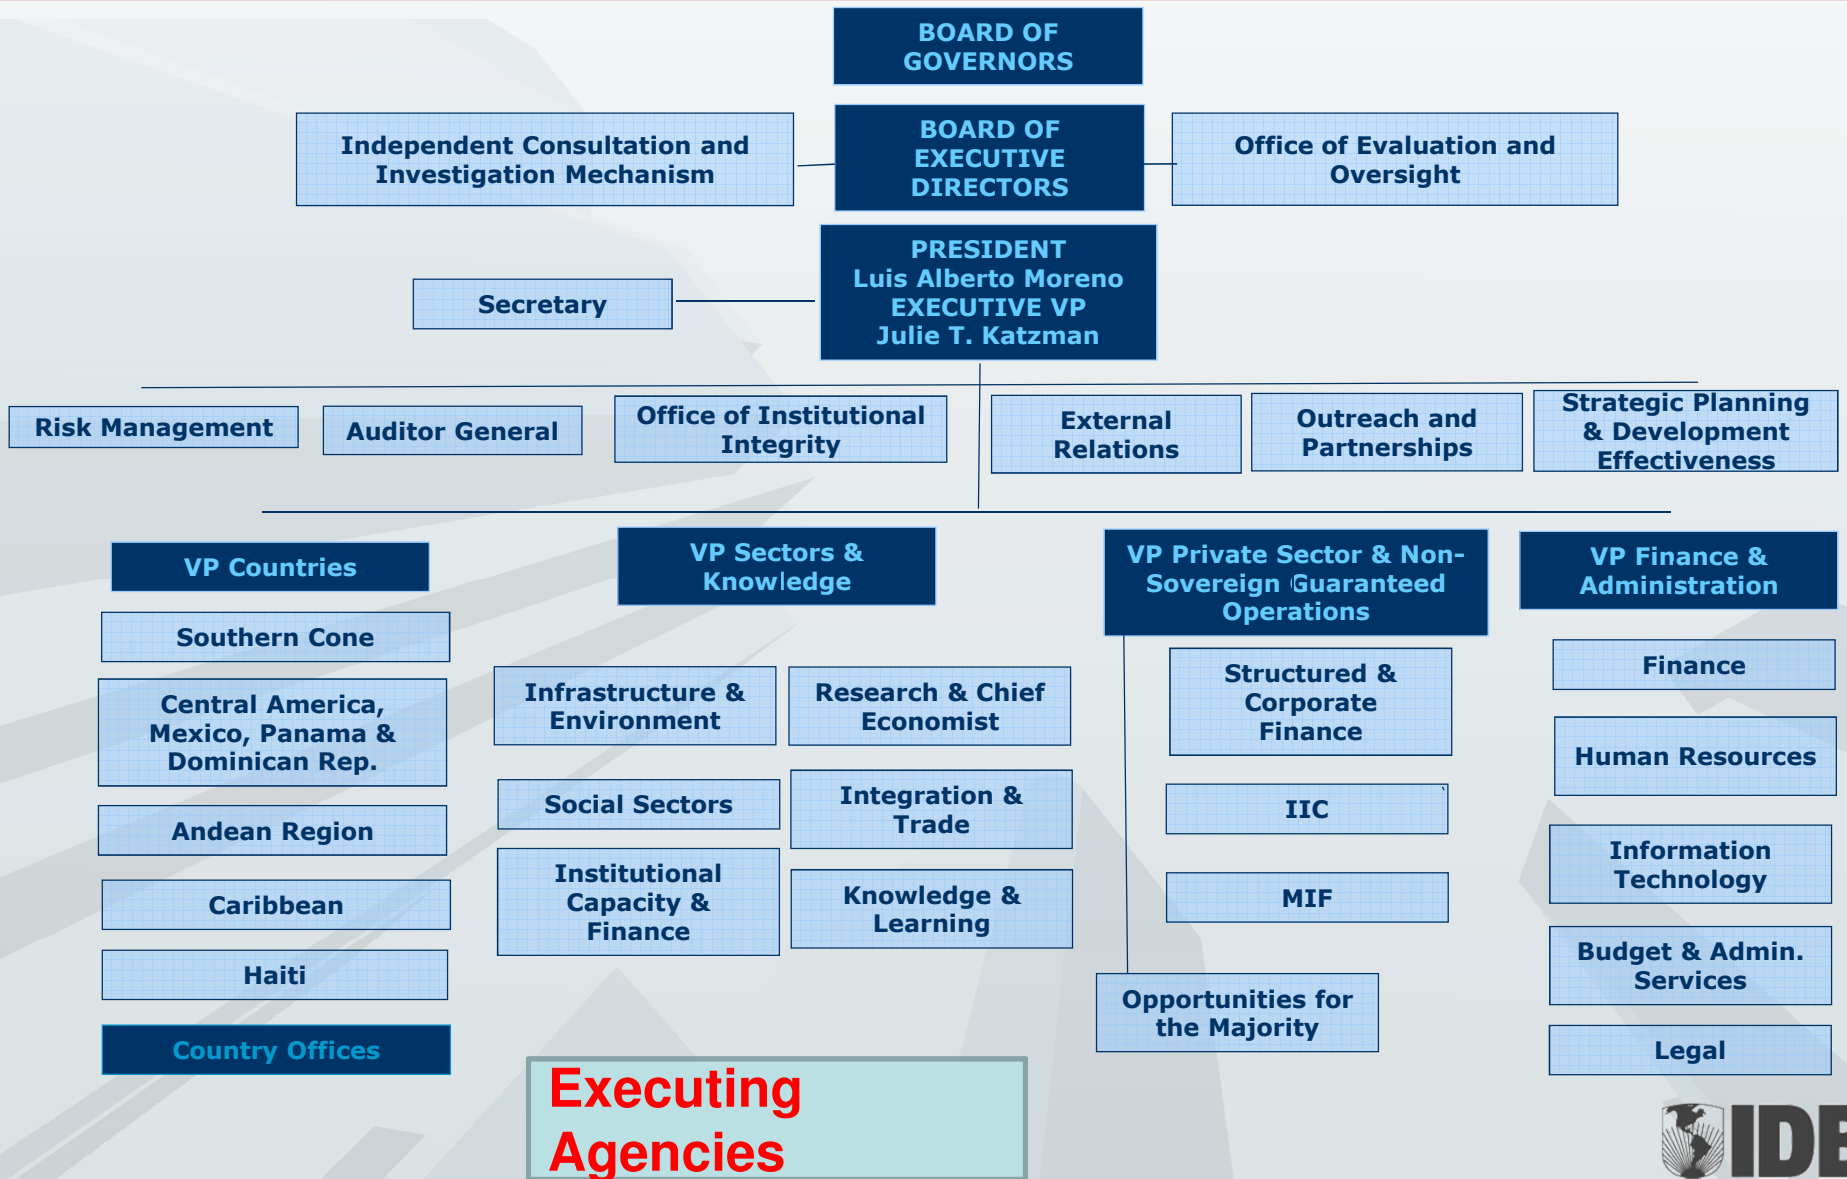 BOARD OF
GOVERNORS
Independent Consultation and
Investigation Mechanism
BOARD OF
EXECUTIVE
DIRECTORS
Office of Evaluation and
Oversight
PRESIDENT
Luis Alberto Moreno
EXECUTIVE VP
Julie T. Katzman
Secretary
Risk Management
Auditor General
Office of Institutional
Integrity
External
Relations
Outreach and
Partnerships
Strategic Planning
& Development
Effectiveness
VP Countries
Southern Cone
Central America,
Mexico, Panama &
Dominican Rep.
Andean Region
Caribbean
Haiti
Country Offices
VP Sectors &
Knowledge
Infrastructure &
Environment
Research & Chief
Economist
Social Sectors
Integration &
Trade
Institutional
Capacity &
Finance
Knowledge &
Learning
VP Private Sector & Non-
Sovereign Guaranteed
Operations
Structured &
Corporate
Finance
IIC
MIF
Opportunities for
the Majority
VP Finance &
Administration
Finance
Human Resources
Information
Technology
Budget & Admin.
Services
Legal
Executing
Agencies
IDB